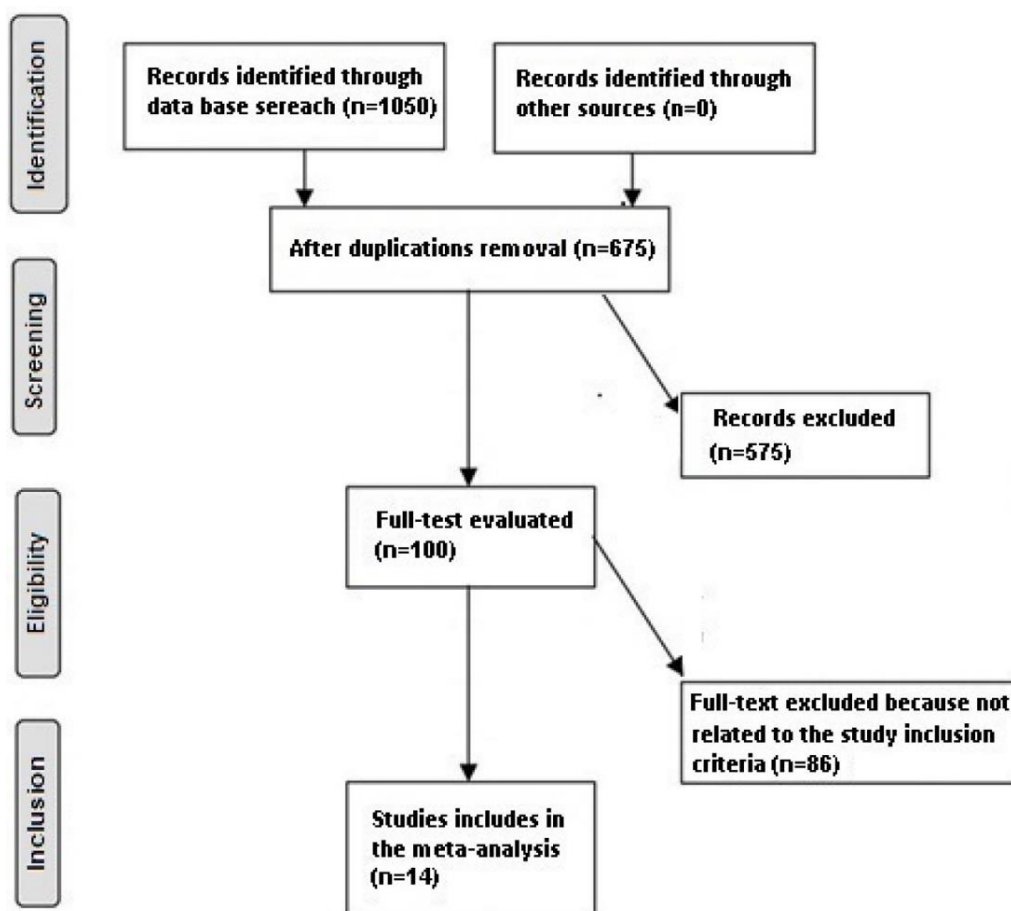 Identification
Records identified through
data base sereach (n=1050)
Records identified through
other sources (n=0)
After duplications removal (n=675)
Screening
Records excluded
(n=575)
Eligibility
Full-test evaluated
(n=100)
Full-text excluded because not
related to the study inclusion
criteria (n=86)
Inclusion
Studies includes in
the meta-analysis
(n=14)